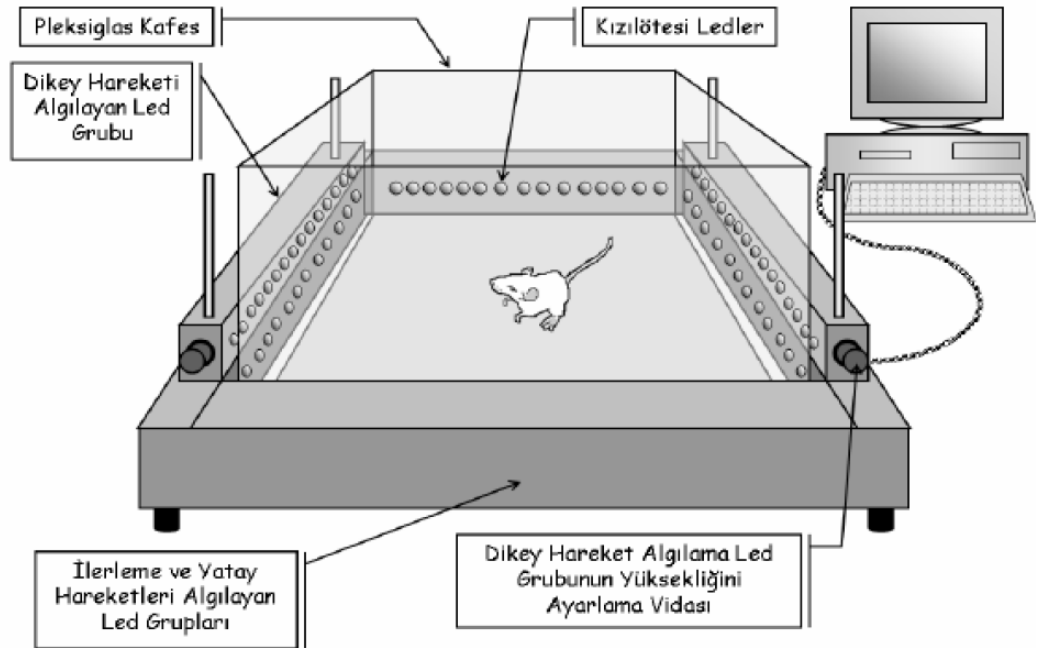 Pleksiglas Kafes
Kızılötesi Ledler
Dikey Hareketi
Algılayan Led
Grubu
İlerleme ve Yatay
Hareketleri Algılayan
Led Grupları
Dikey Hareket Algılama Led
Grubunun Yüksekliğini
Ayarlama Vidası